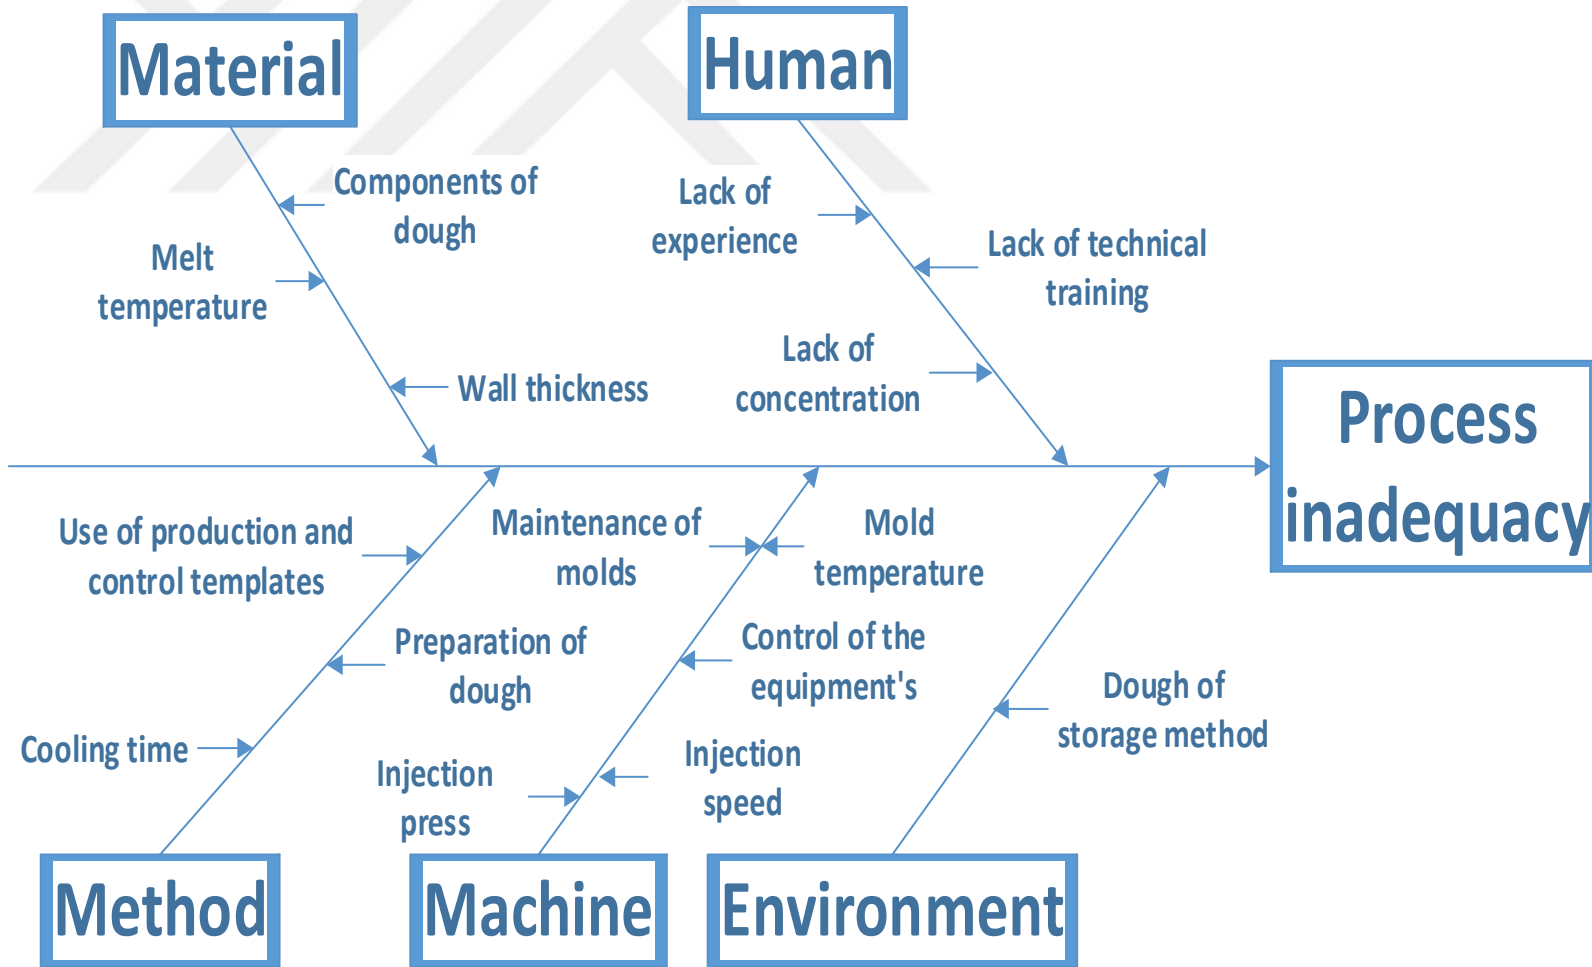 Material
Human
Components of
dough
Melt
temperature
Wall thickness
Lack of
experience
Lack of technical
training
Lack of
concentration
Process
inadequacy
Use of production and
control templates
Preparation of
dough
Cooling time
Maintenance of
molds
Mold
temperature
Control of the
equipment's
Injection
press
Injection
speed
Dough of
storage method
Method
Machine
Environment